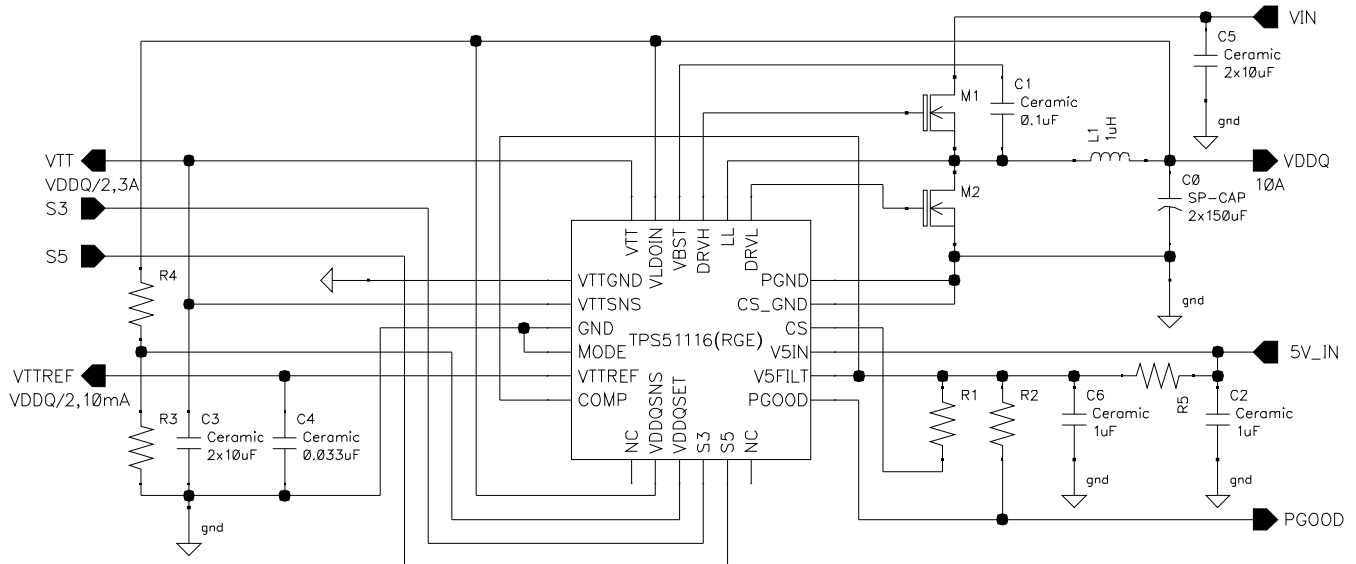 VIN
C5
Ceramic
2x10uF
gnd
M1
C1
Ceramic
0.1uF
L1
1uH
VTT
VDDQ/2,3A
VDDQ
10A
M2
C0
SP-CAP
2x150uF
gnd
S3
S5
R4
VTT
VLDOIN
VBST
DRVH
LL
DRVL
VTTGND
VTTSNS
GND
MODE
VTTREF
COMP
TPS51116(RGE)
PGND
CS_GND
CS
V5IN
V5FILT
PGOOD
NC
VDDQSNS
VDDQSET
S3
S5
NC
5V_IN
VTTREF
VDDQ/2,10mA
R3
C3
Ceramic
2x10uF
C4
Ceramic
0.033uF
gnd
R1
R2
C6
Ceramic
1uF
gnd
R5
C2
Ceramic
1uF
gnd
PGOOD